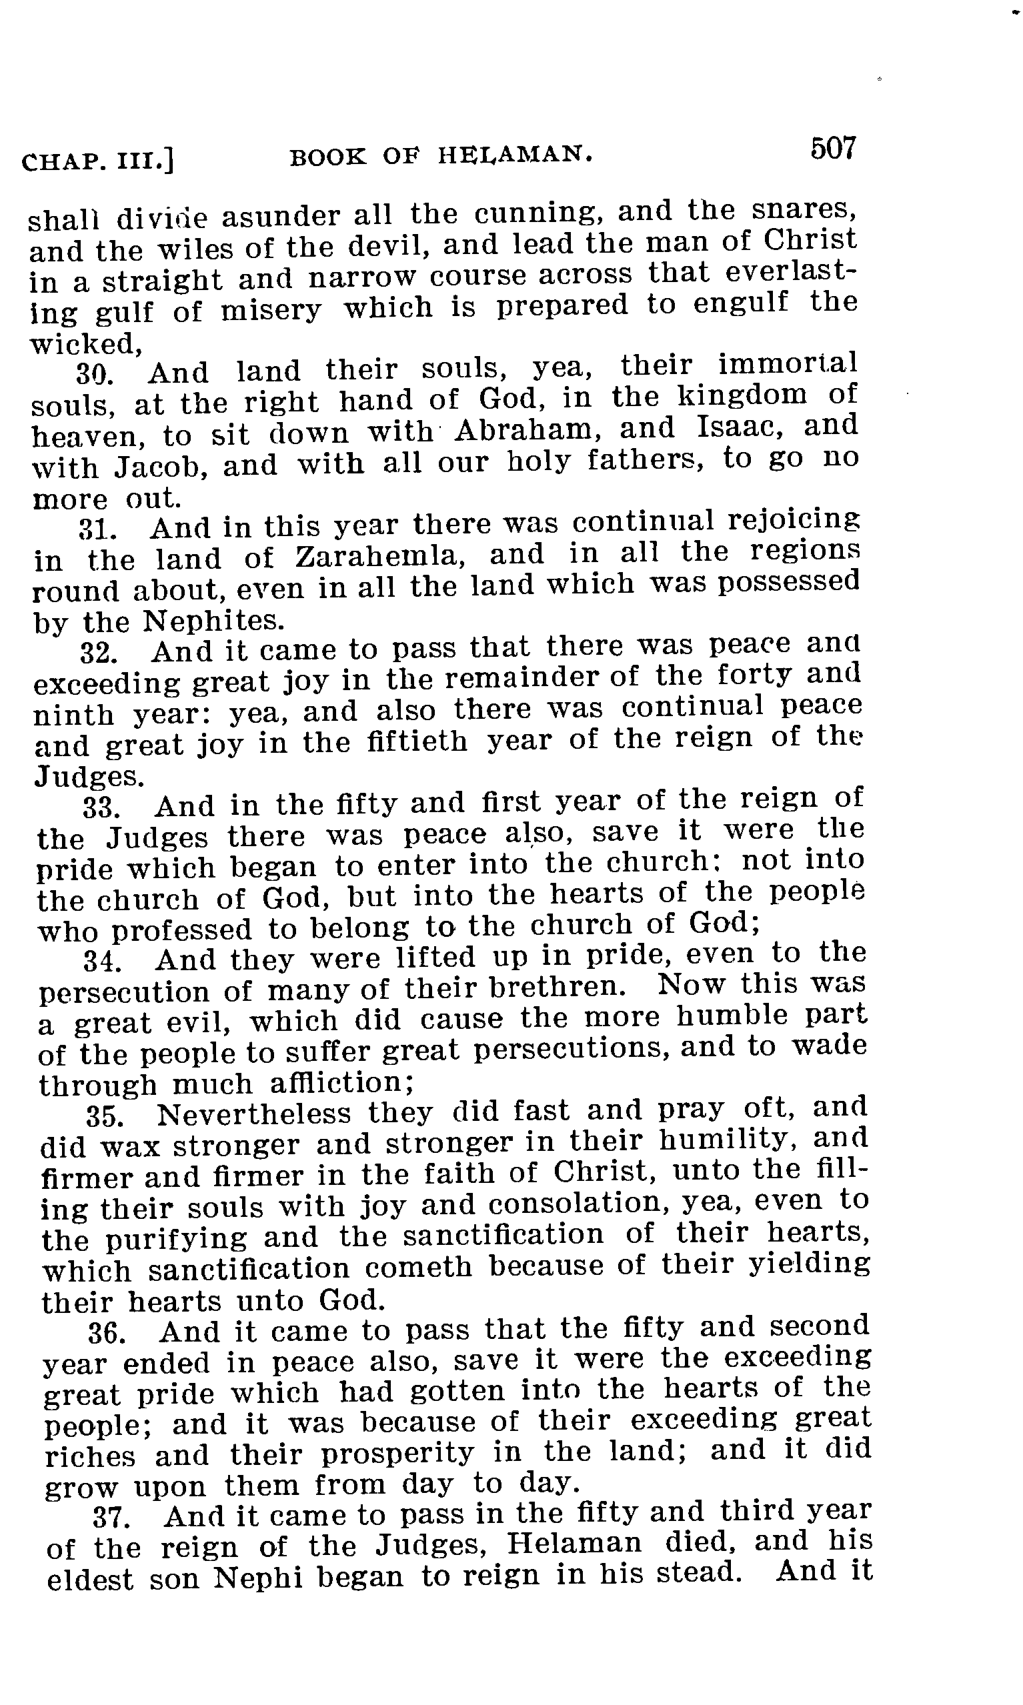 CHAP. III.] BOOK OF HELAMAN. 507
shall divide asunder all the cunning, and the snares,
and the wiles of the devil, and lead the man of Christ
in a straight and narrow course across that everlast-
ing gulf of misery which is prepared to engulf the
wicked,
30. And land their souls, yea, their immortal
souls, at the right hand of God, in the kingdom of
heaven, to sit down with Abraham, and Isaac, and
with Jacob, and with all our holy fathers, to go no
more out.
31. And in this year there was continual rejoicing
in the land of Zarahemla, and in all the regions
round about, even in all the land which was possessed
by the Nephites.
32. And it came to pass that there was peace and
exceeding great joy in the remainder of the forty and
ninth year: yea, and also there was continual peace
and great joy in the fiftieth year of the reign of the
Judges.
33. And in the fifty and first year of the reign of
the Judges there was peace also, save it were the
pride which began to enter into the church; not into
the church of God, but into the hearts of the people
who professed to belong to the church of God;
34. And they were lifted up in pride, even to the
persecution of many of their brethren. Now this was
a great evil, which did cause the more humble part
of the people to suffer great persecutions, and to wade
through much affliction;
35. Nevertheless they did fast and pray oft, and
did wax stronger and stronger in their humility, and
firmer and firmer in the faith of Christ, unto the fill-
ing their souls with joy and consolation, yea, even to
the purifying and the sanctification of their hearts,
which sanctification cometh because of their yielding
their hearts unto God.
36. And it came to pass that the fifty and second
year ended in peace also, save it were the exceeding
great pride which had gotten into the hearts of the
people; and it was because of their exceeding great
riches and their prosperity in the land; and it did
grow upon them from day to day.
37. And it came to pass in the fifty and third year
of the reign of the Judges, Helaman died, and his
eldest son Nephi began to reign in his stead. And it